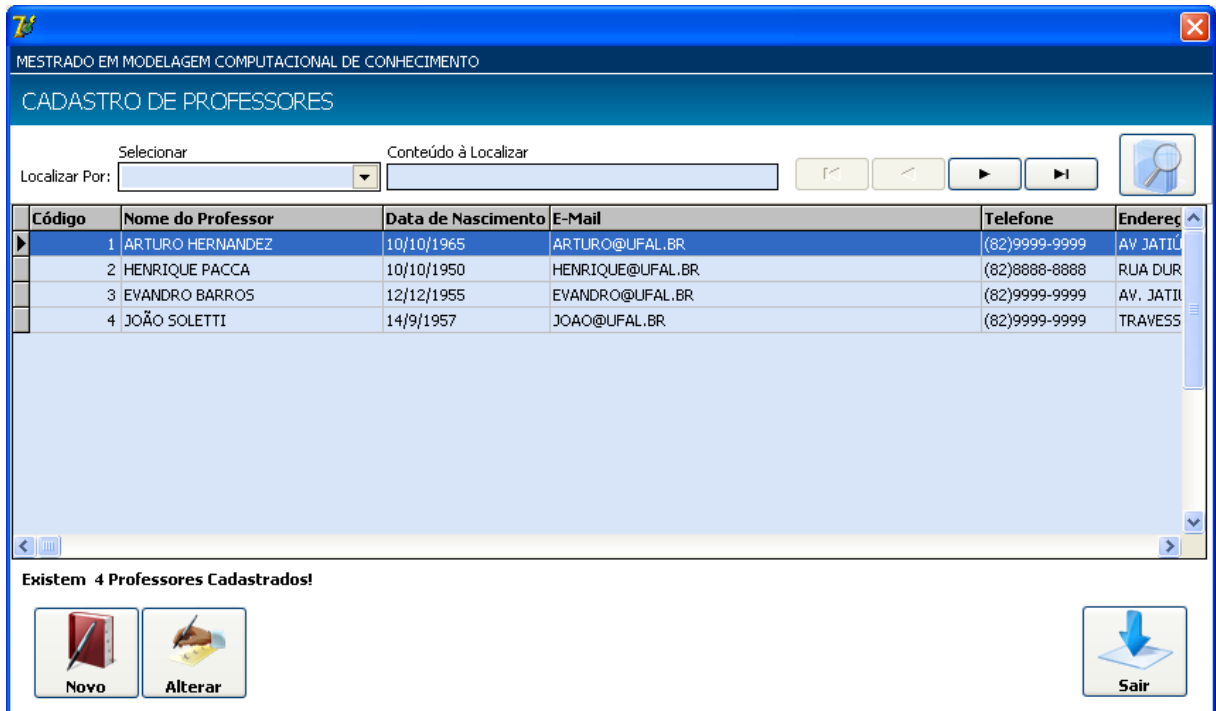 MESTRADO EM MODELAGEM COMPUTACIONAL DE CONHECIMENTO
CADASTRO DE PROFESSORES
Selecionar Conteúdo à Localizar
Localizar Por:
Código Nome do Professor Data de Nascimento E-Mail Telefone Endereç
1 ARTURO HERNANDEZ 10/10/1965 ARTURO@UFAL.BR (82)9999-9999 AV JATIÚ
2 HENRIQUE PACCA 10/10/1950 HENRIQUE@UFAL.BR (82)8888-8888 RUA DUR
3 EVANDRO BARROS 12/12/1955 EVANDRO@UFAL.BR (82)9999-9999 AV. JATIU
4 JOÃO SOLETTI 14/9/1957 JOAO@UFAL.BR (82)9999-9999 TRAVESS
Existem 4 Professores Cadastrados!
Novo Alterar Sair